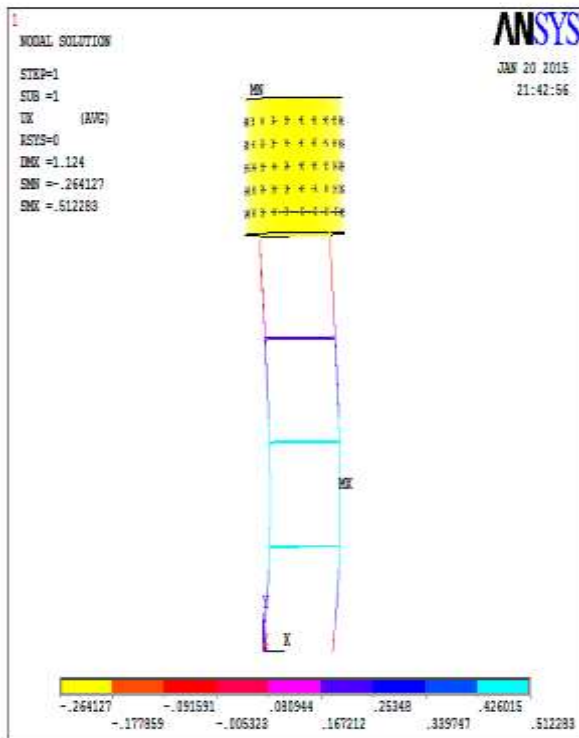 1
NODAL SOLUTION
STEP=1
SUB =1
UX (AVG)
RSYS=0
DMX =1.124
SMN =-.264127
SMX =.512283
ANSYS
JAN 20 2015
21:42:56
MN
MX
Y
X
-.264127 -.091591 .080944 .25348 .426015
-.177859 -.005323 .167212 .339747 .512283